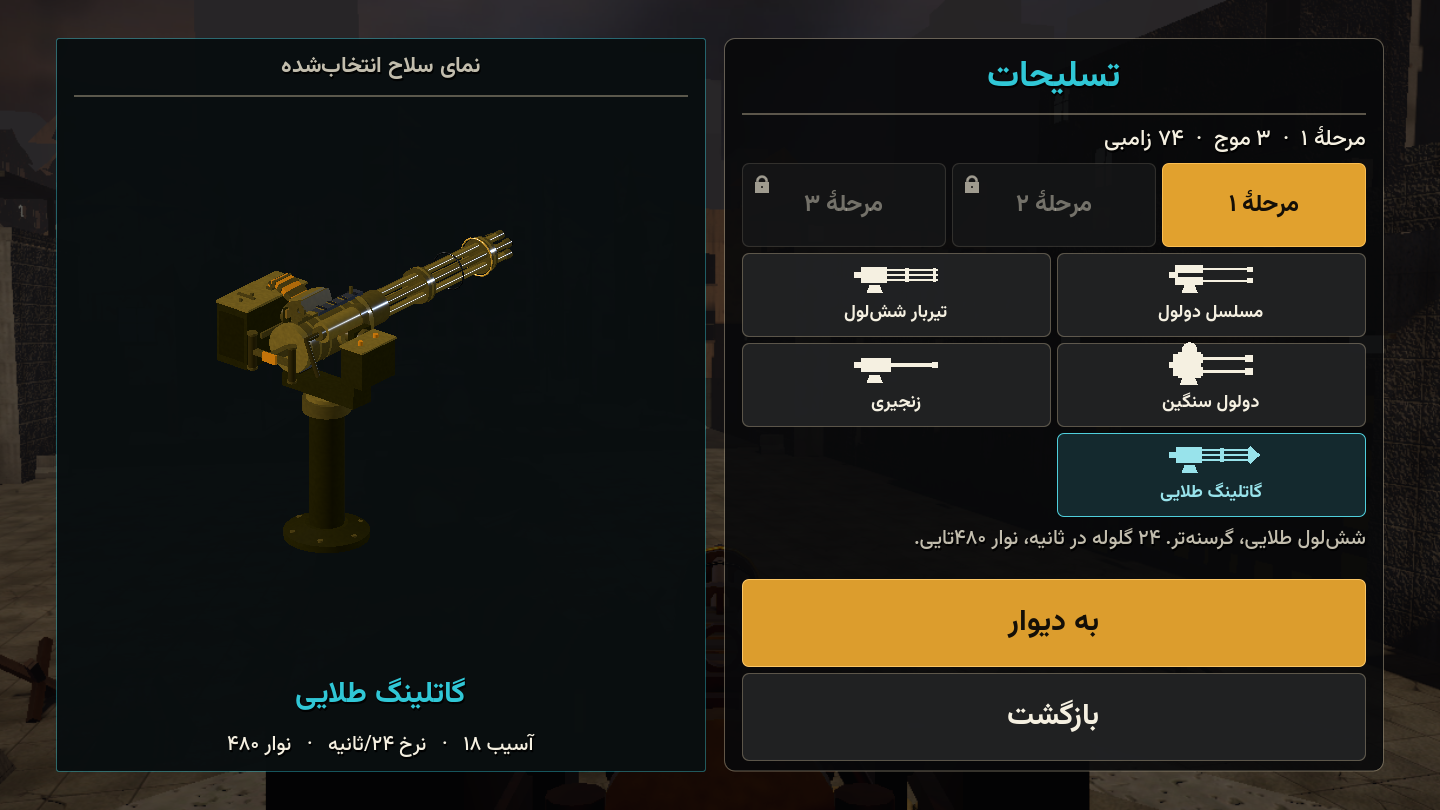 تسلیحات
مرحلهٔ ۱ · ۳ موج · ۷۴ زامبی
مرحلهٔ ۱
مرحلهٔ ۲
مرحلهٔ ۳
مسلسل دولول
تیربار شش‌لول
دولول سنگین
زنجیری
گاتلینگ طلایی
شش‌لول طلایی، گرسنه‌تر. ۲۴ گلوله در ثانیه، نوار ۴۸۰تایی.
به دیوار
بازگشت
نمای سلاح انتخاب‌شده
گاتلینگ طلایی
آسیب ۱۸ · نرخ ۲۴/ثانیه · نوار ۴۸۰